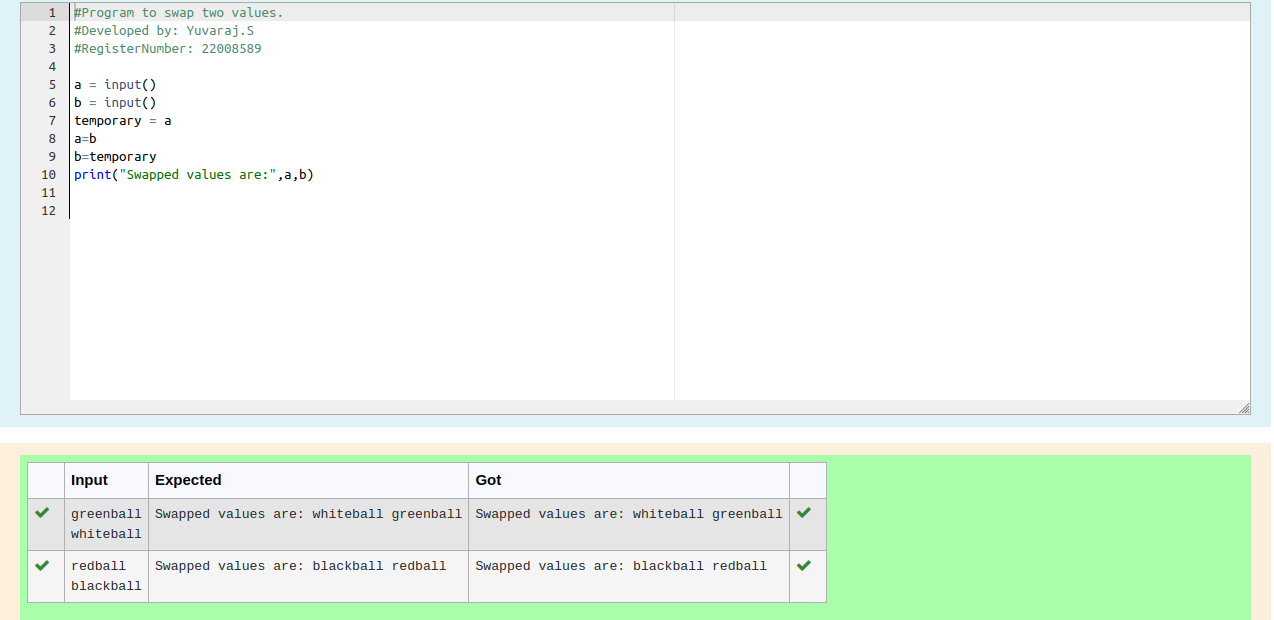 1 #Program to swap two values.
2 #Developed by: Yuvaraj.S
3 #RegisterNumber: 22008589
4
5 a = input()
6 b = input()
7 temporary = a
8 a=b
9 b=temporary
10 print("Swapped values are:",a,b)
11
12
Input Expected Got
greenball Swapped values are: whiteball greenball Swapped values are: whiteball greenball
whiteball
redball Swapped values are: blackball redball Swapped values are: blackball redball
blackball